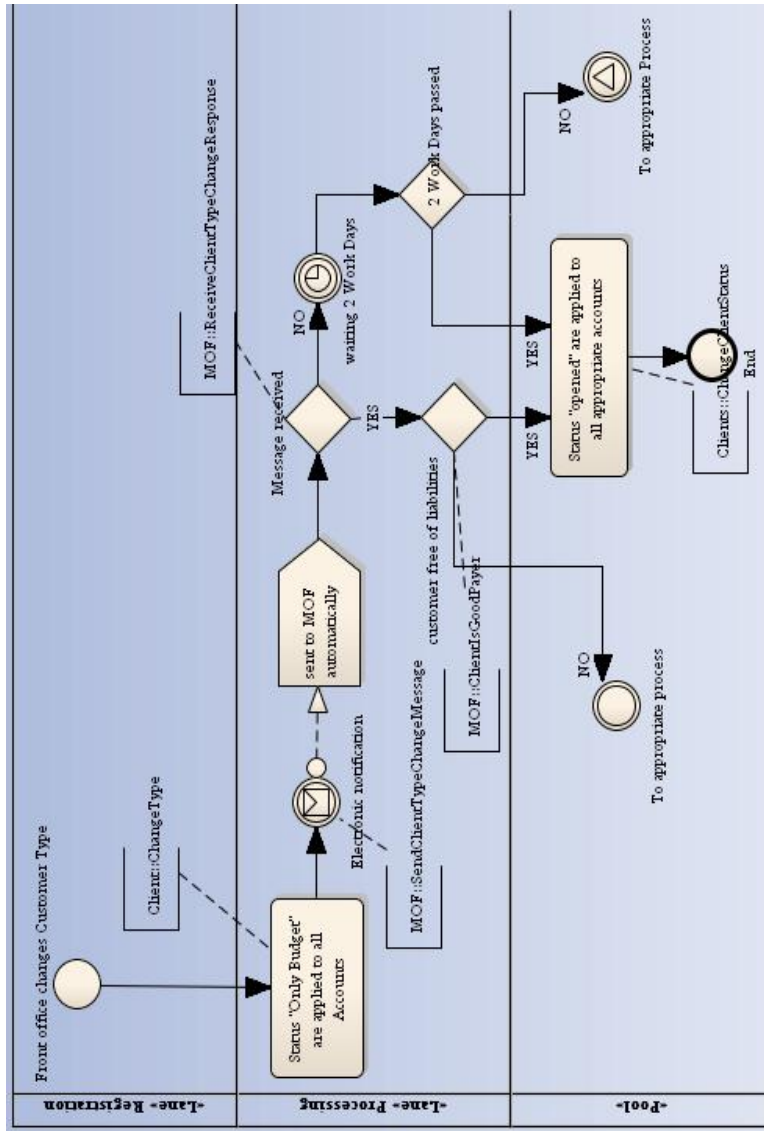 «Lane» Registration
Front office changes Customer Type
Client::ChangeType
MOF::ReceiveClientTypeChangeResponse
«Lane» Processing
Status "Only Budget"
are applied to all
Accounts
Electronic notification
MOF::SendClientTypeChangeMessage
sent to MOF
automatically
Message received
NO
waiting 2 Work Days
2 Work Days passed
YES
customer free of liabilities
MOF::ClientIsGoodPayer
«Pool»
NO
To appropriate process
YES
YES
Status "opened" are applied to
all appropriate accounts
Clients::ChangeClientStatus
End
NO
To appropriate Process